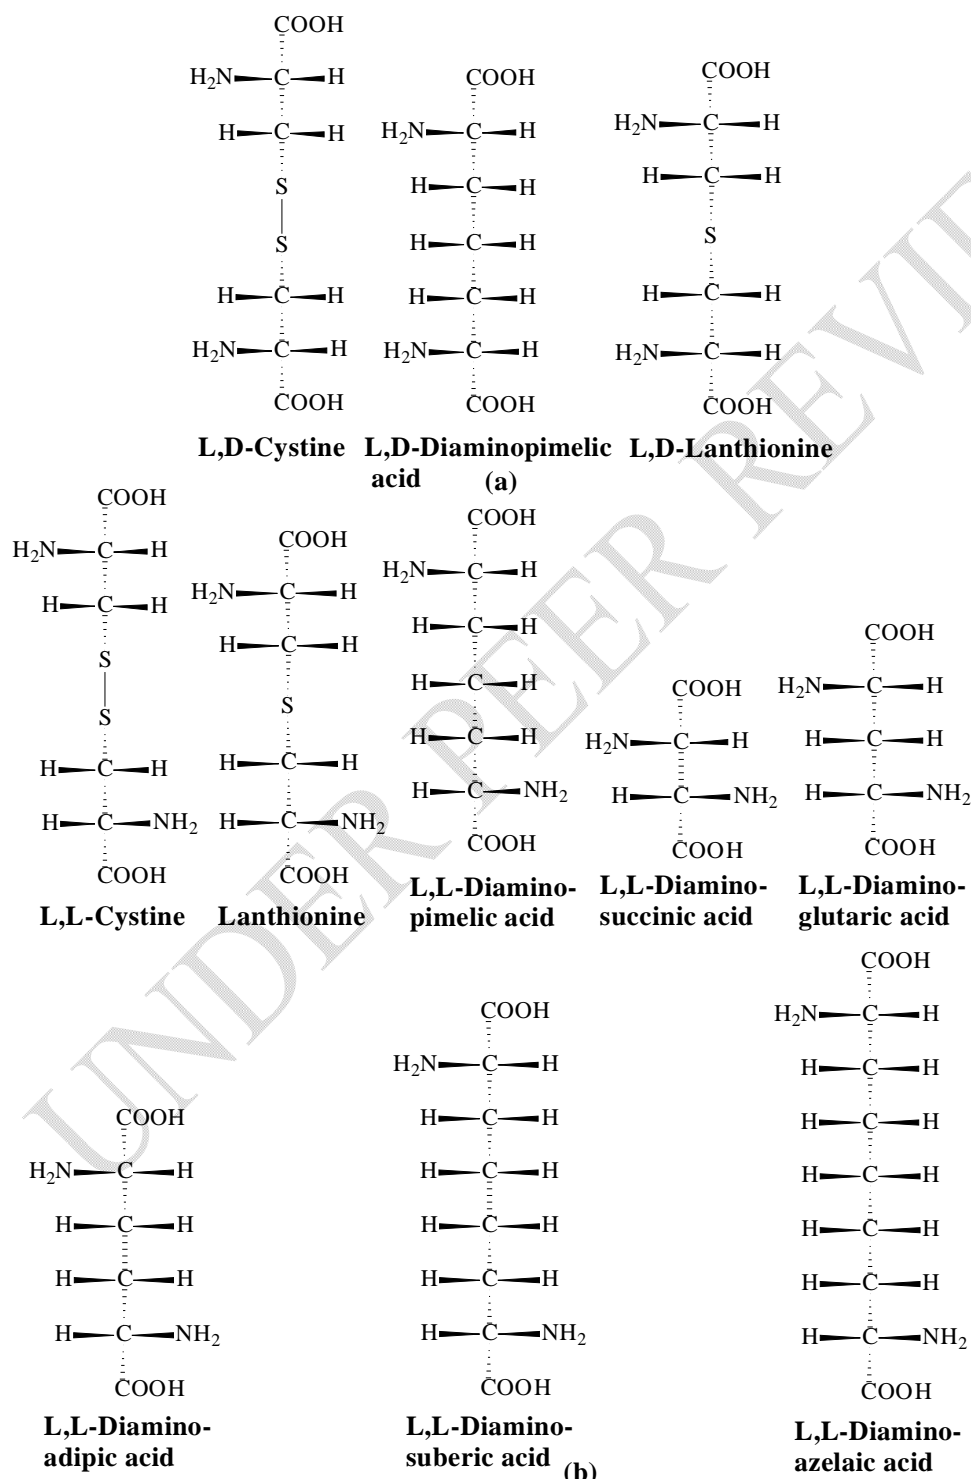 COOH
H2N C H
H C H
S
S
H C H
H2N C H
COOH
L,D-Cystine
COOH
H2N C H
H C H
H C H
H C H
H2N C H
COOH
L,D-Diaminopimelic
acid
COOH
H2N C H
H C H
S
H C H
H2N C H
COOH
L,D-Lanthionine
(a)
COOH
H2N C H
H C H
S
S
H C H
H C NH2
COOH
L,L-Cystine
COOH
H2N C H
H C H
S
H C H
H C NH2
COOH
Lanthionine
COOH
H2N C H
H C H
H C H
H C H
H C NH2
COOH
L,L-Diamino-
pimelic acid
COOH
H2N C H
H C NH2
COOH
L,L-Diamino-
succinic acid
COOH
H2N C H
H C H
H C NH2
COOH
L,L-Diamino-
glutaric acid
COOH
H2N C H
H C H
H C H
H C NH2
COOH
L,L-Diamino-
adipic acid
COOH
H2N C H
H C H
H C H
H C H
H C H
H C NH2
COOH
L,L-Diamino-
suberic acid
COOH
H2N C H
H C H
H C H
H C H
H C H
H C H
H C NH2
COOH
L,L-Diamino-
azelaic acid
(b)
UNDER PEER REVIE